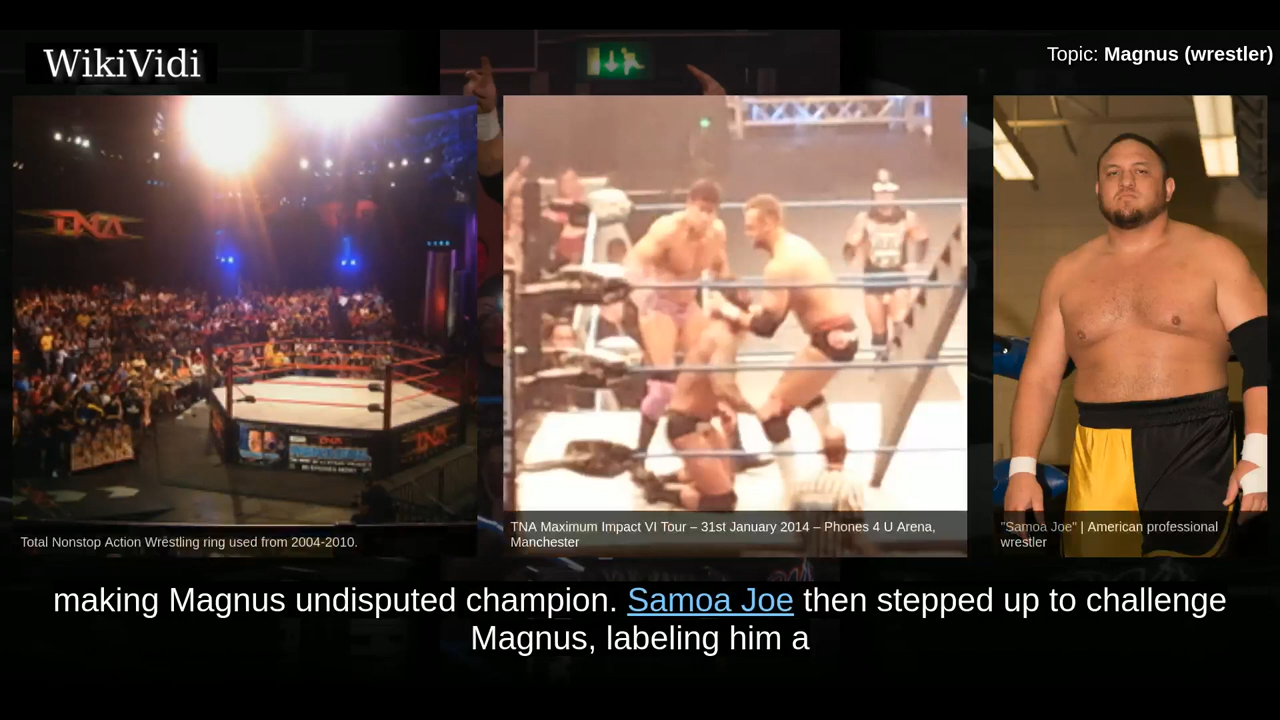 WikiVidi
Topic: Magnus (wrestler)
TNA
TNA
TNA
Total Nonstop Action Wrestling ring used from 2004-2010.
TNA Maximum Impact VI Tour – 31st January 2014 – Phones 4 U Arena,
Manchester
"Samoa Joe" | American professional
wrestler
making Magnus undisputed champion. Samoa Joe then stepped up to challenge
Magnus, labeling him a